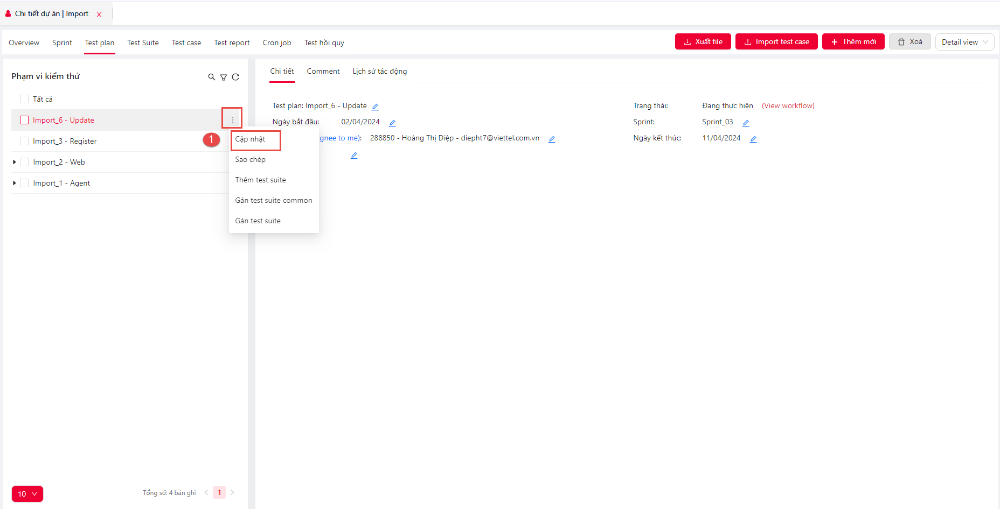 Chi tiết dự án | Import
Overview Sprint Test plan Test Suite Test case Test report Cron job Test hồi quy
Xuất file Import test case Thêm mới Xoá Detail view
Phạm vi kiểm thử
Tất cả
Import_6 - Update
Import_3 - Register
Import_2 - Web
Import_1 - Agent
1
Cập nhật
Sao chép
Thêm test suite
Gán test suite common
Gán test suite
Chi tiết Comment Lịch sử tác động
Test plan: Import_6 - Update
Trạng thái: Đang thực hiện (View workflow)
Ngày bắt đầu: 02/04/2024
Sprint: Sprint_03
gnee to me): 288850 - Hoàng Thị Diệp - diepht7@viettel.com.vn
Ngày kết thúc: 11/04/2024
10
Tổng số: 4 bản ghi < 1 >